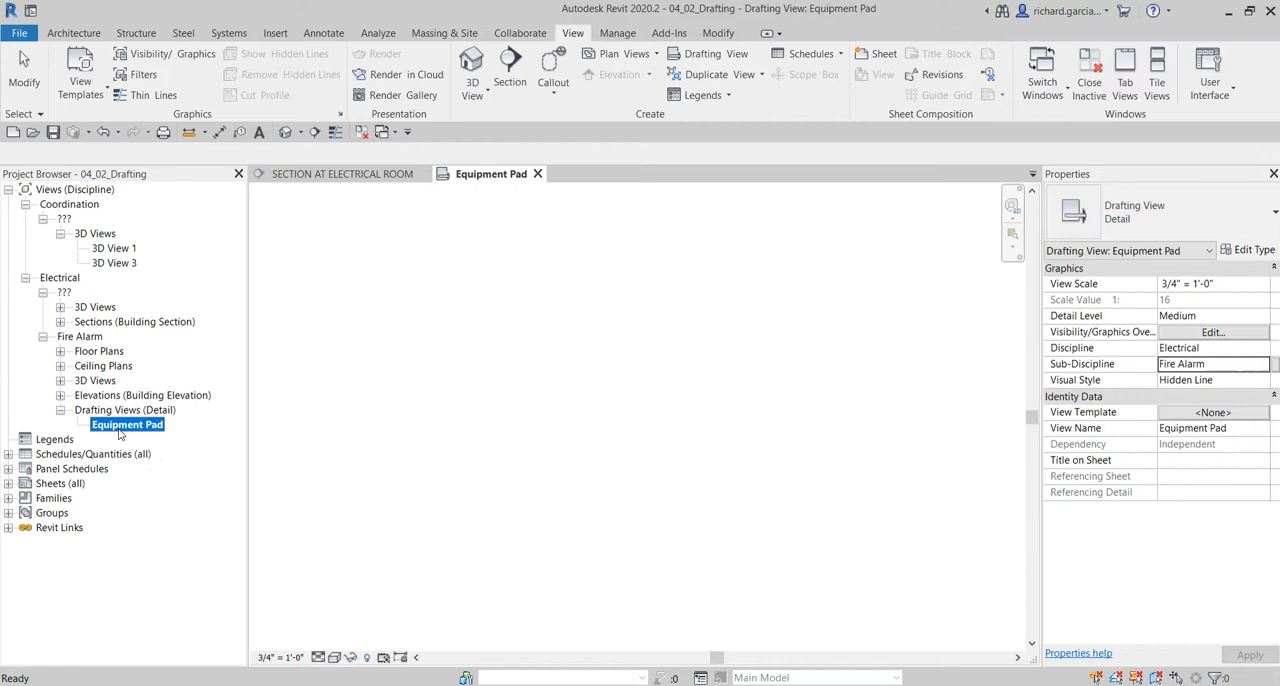 Autodesk Revit 2020.2 - 04_02_Drafting - Drafting View: Equipment Pad
richard.garcia...
File Architecture Structure Steel Systems Insert Annotate Analyze Massing & Site Collaborate View Manage Add-Ins Modify
Modify
Select
View Templates
Visibility/ Graphics
Filters
Thin Lines
Show Hidden Lines
Remove Hidden Lines
Cut Profile
Graphics
Render
Render in Cloud
Render Gallery
Presentation
3D View
Section
Callout
Plan Views
Elevation
Drafting View
Duplicate View
Legends
Schedules
Scope Box
Create
Sheet
View
Title Block
Revisions
Guide Grid
Sheet Composition
Switch Windows
Close Inactive
Tab Views
Tile Views
Windows
User Interface
Project Browser - 04_02_Drafting
Views (Discipline)
Coordination
???
3D Views
3D View 1
3D View 3
Electrical
???
3D Views
Sections (Building Section)
Fire Alarm
Floor Plans
Ceiling Plans
3D Views
Elevations (Building Elevation)
Drafting Views (Detail)
Equipment Pad
Legends
Schedules/Quantities (all)
Panel Schedules
Sheets (all)
Families
Groups
Revit Links
SECTION AT ELECTRICAL ROOM
Equipment Pad
3/4" = 1'-0"
Properties
Drafting View
Detail
Drafting View: Equipment Pad
Edit Type
Graphics
View Scale 3/4" = 1'-0"
Scale Value 1: 16
Detail Level Medium
Visibility/Graphics Ove... Edit...
Discipline Electrical
Sub-Discipline Fire Alarm
Visual Style Hidden Line
Identity Data
View Template <None>
View Name Equipment Pad
Dependency Independent
Title on Sheet
Referencing Sheet
Referencing Detail
Properties help
Apply
Ready
:0
Main Model
:0